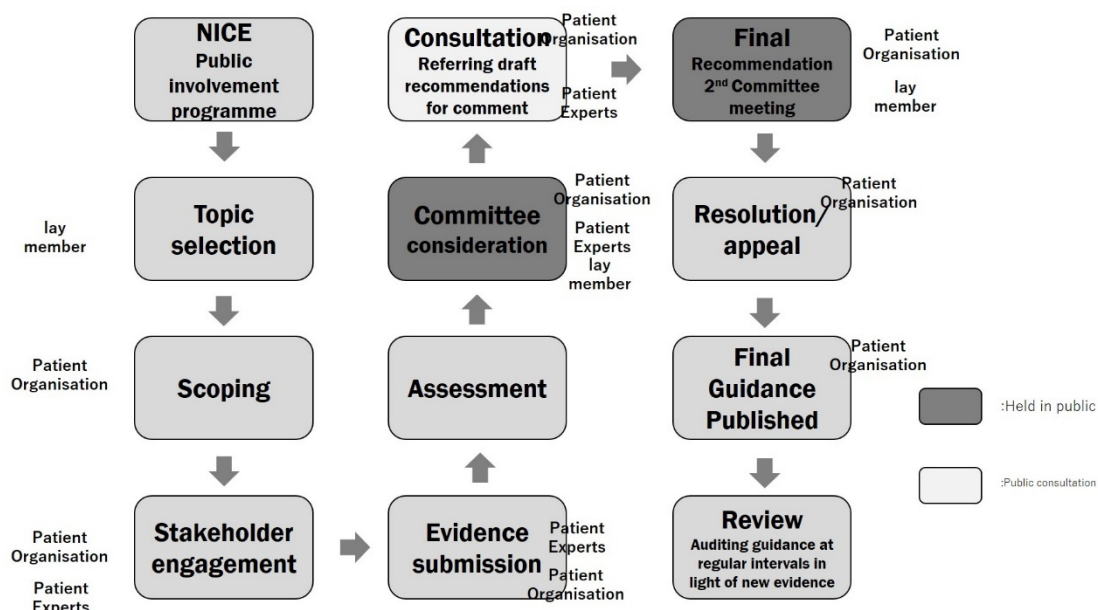 NICE
Public
involvement
programme
lay
member
Topic
selection
Patient
Organisation
Scoping
Patient
Organisation
Patient
Experts
Stakeholder
engagement
Evidence
submission
Patient
Experts
Patient
Organisation
Assessment
Committee
consideration
Patient
Organisation
Patient
Experts
lay
member
Consultation
Referring draft
recommendations
for comment
Patient
Organisation
Patient
Experts
Final
Recommendation
2nd Committee
meeting
Patient
Organisation
lay
member
Resolution/
appeal
Patient
Organisation
Final
Guidance
Published
Patient
Organisation
Review
Auditing guidance at
regular intervals in
light of new evidence
:Held in public
:Public consultation